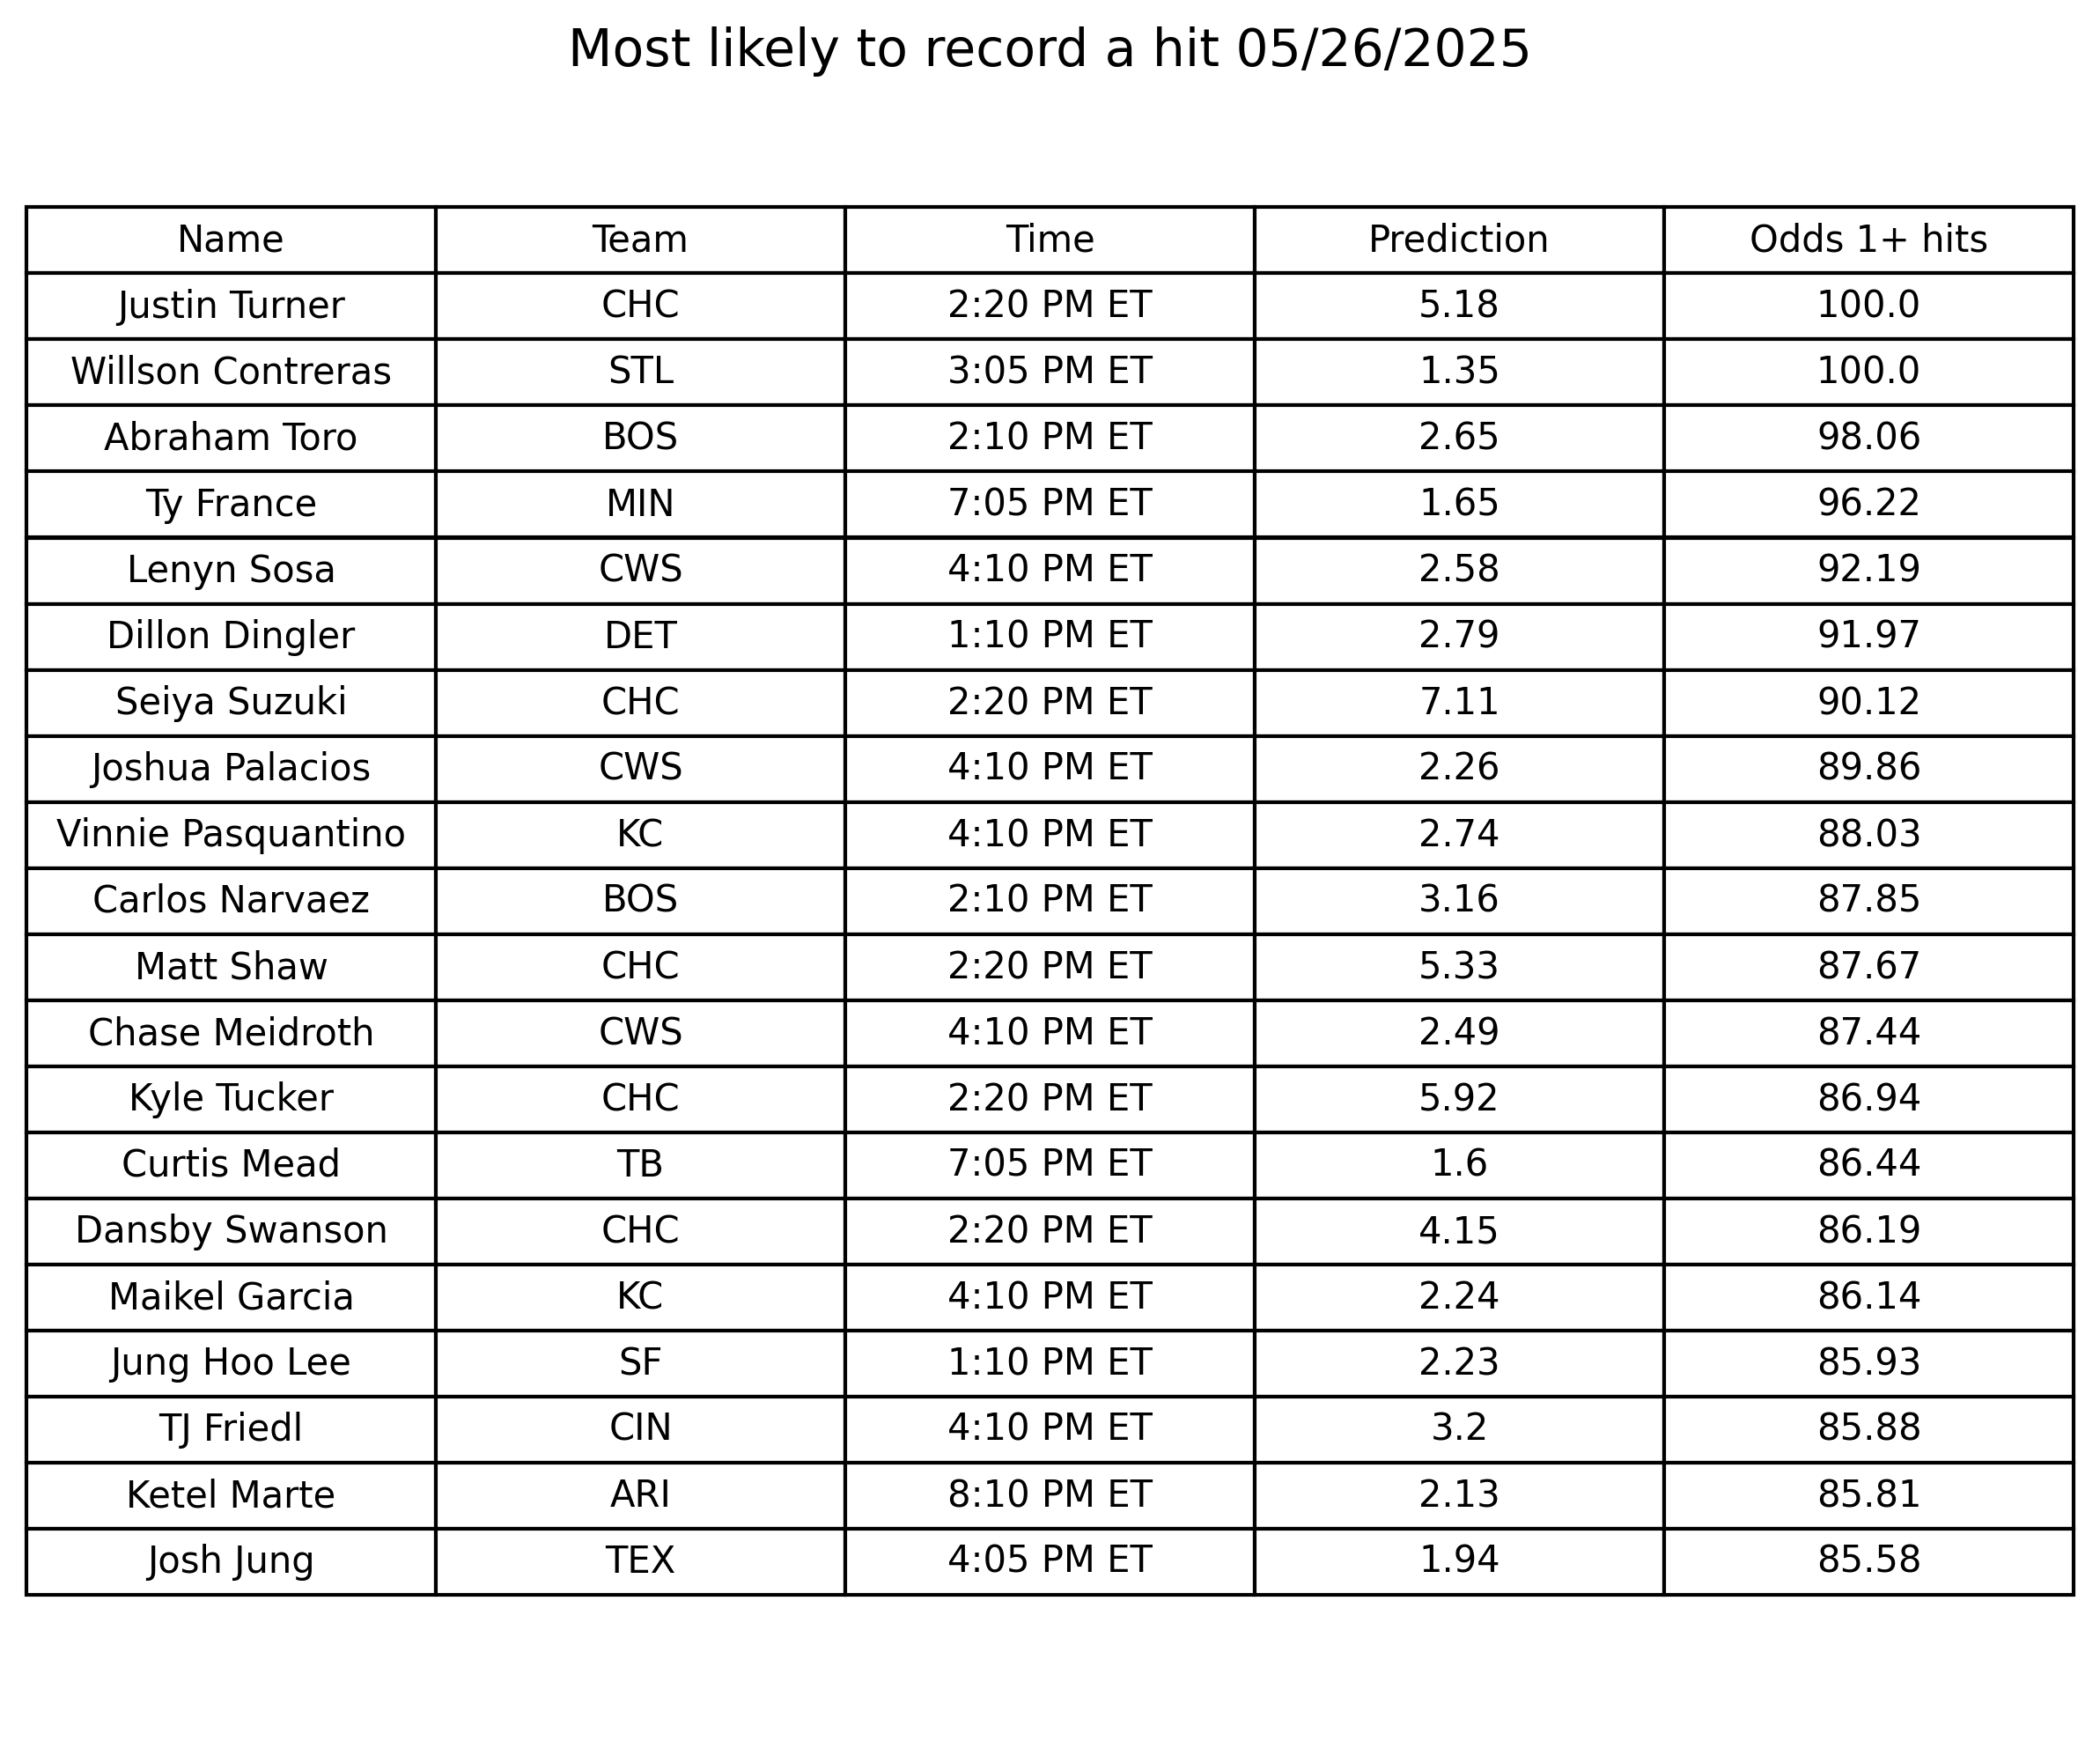 Most likely to record a hit 05/26/2025
Name Team Time Prediction Odds 1+ hits
Justin Turner CHC 2:20 PM ET 5.18 100.0
Willson Contreras STL 3:05 PM ET 1.35 100.0
Abraham Toro BOS 2:10 PM ET 2.65 98.06
Ty France MIN 7:05 PM ET 1.65 96.22
Lenyn Sosa CWS 4:10 PM ET 2.58 92.19
Dillon Dingler DET 1:10 PM ET 2.79 91.97
Seiya Suzuki CHC 2:20 PM ET 7.11 90.12
Joshua Palacios CWS 4:10 PM ET 2.26 89.86
Vinnie Pasquantino KC 4:10 PM ET 2.74 88.03
Carlos Narvaez BOS 2:10 PM ET 3.16 87.85
Matt Shaw CHC 2:20 PM ET 5.33 87.67
Chase Meidroth CWS 4:10 PM ET 2.49 87.44
Kyle Tucker CHC 2:20 PM ET 5.92 86.94
Curtis Mead TB 7:05 PM ET 1.6 86.44
Dansby Swanson CHC 2:20 PM ET 4.15 86.19
Maikel Garcia KC 4:10 PM ET 2.24 86.14
Jung Hoo Lee SF 1:10 PM ET 2.23 85.93
TJ Friedl CIN 4:10 PM ET 3.2 85.88
Ketel Marte ARI 8:10 PM ET 2.13 85.81
Josh Jung TEX 4:05 PM ET 1.94 85.58